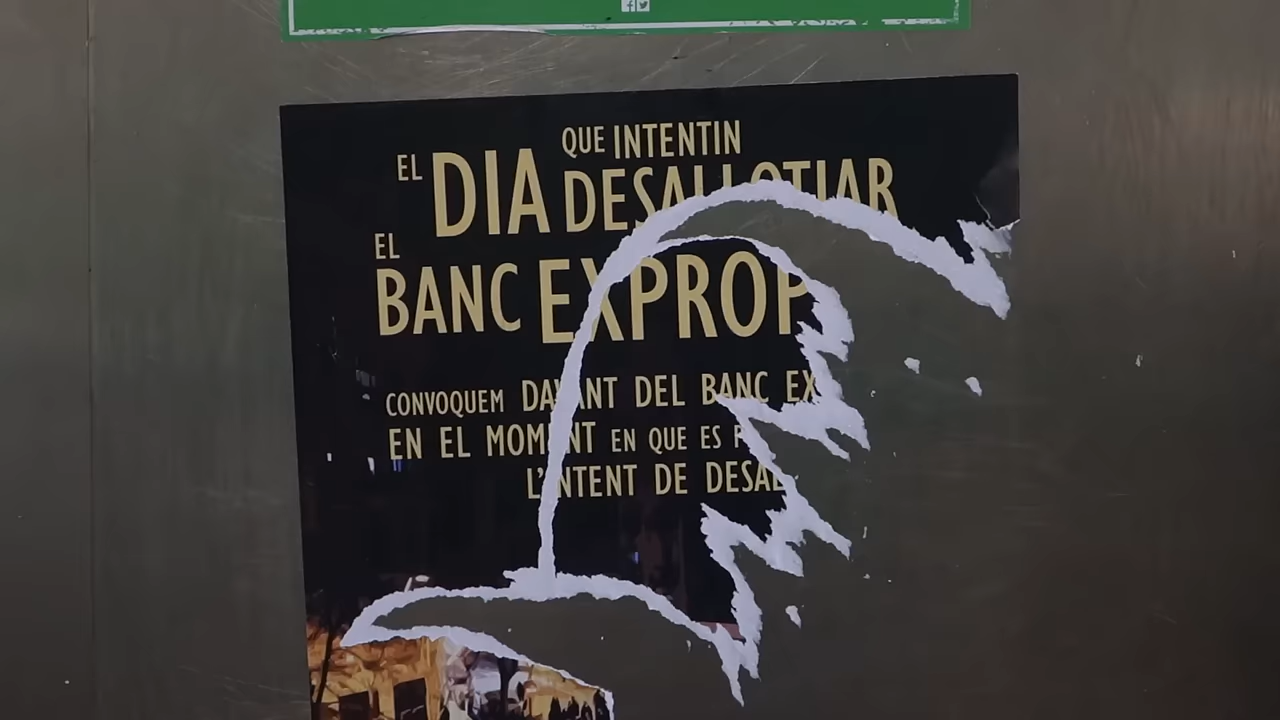 EL DIA QUE INTENTIN
DESALLOTJAR
EL
BANC EXPROP
CONVOQUEM DAVANT DEL BANC EX
EN EL MOMENT EN QUE ES
L'INTENT DE DESAL